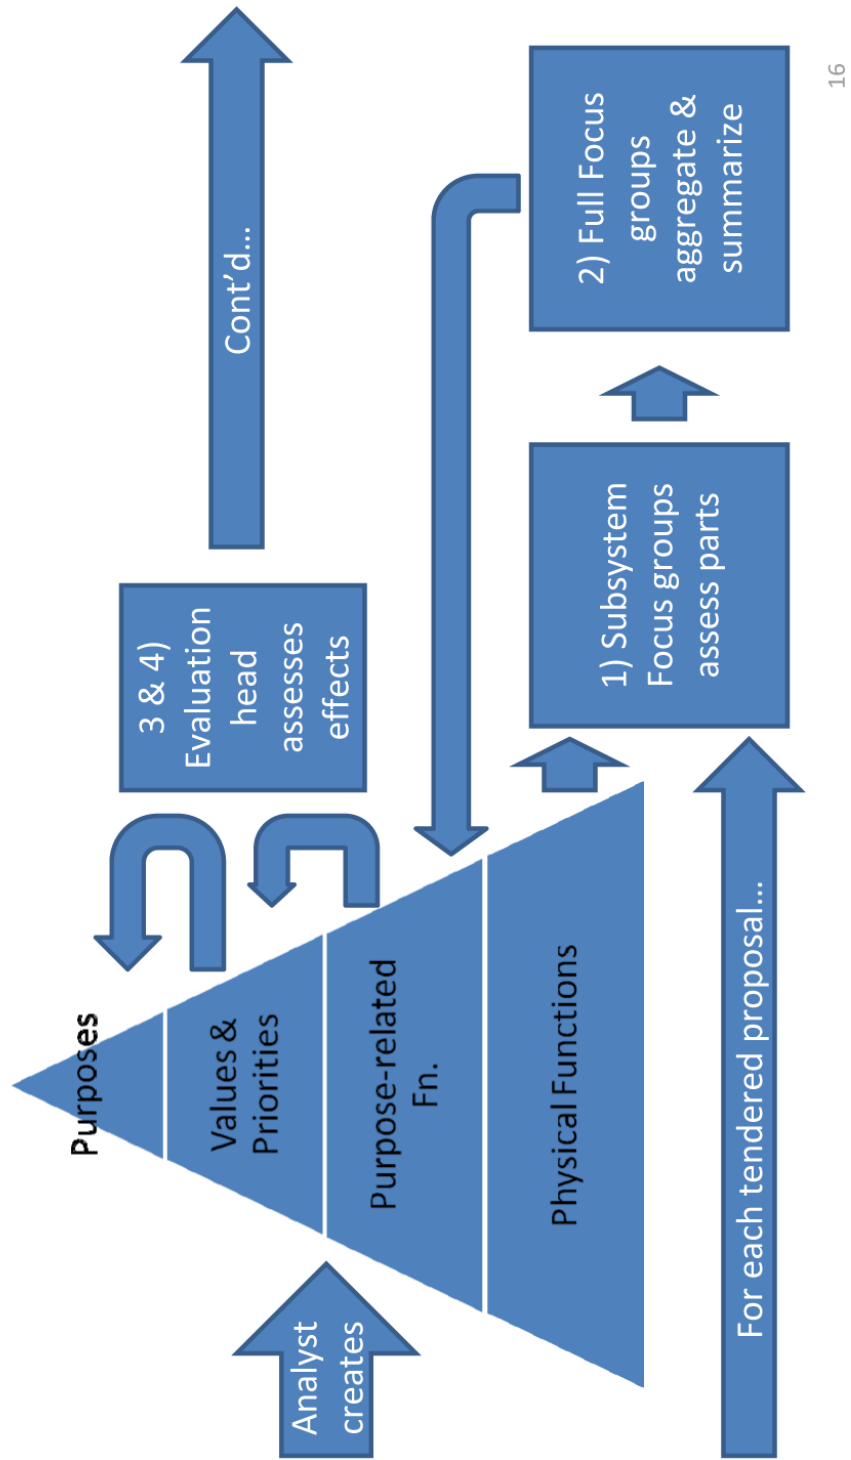 Analyst
creates
Purposes
Values &
Priorities
Purpose-related
Fn.
Physical Functions
3 & 4)
Evaluation
head
assesses
effects
Cont’d…
For each tendered proposal…
1) Subsystem
Focus groups
assess parts
2) Full Focus
groups
aggregate &
summarize
16